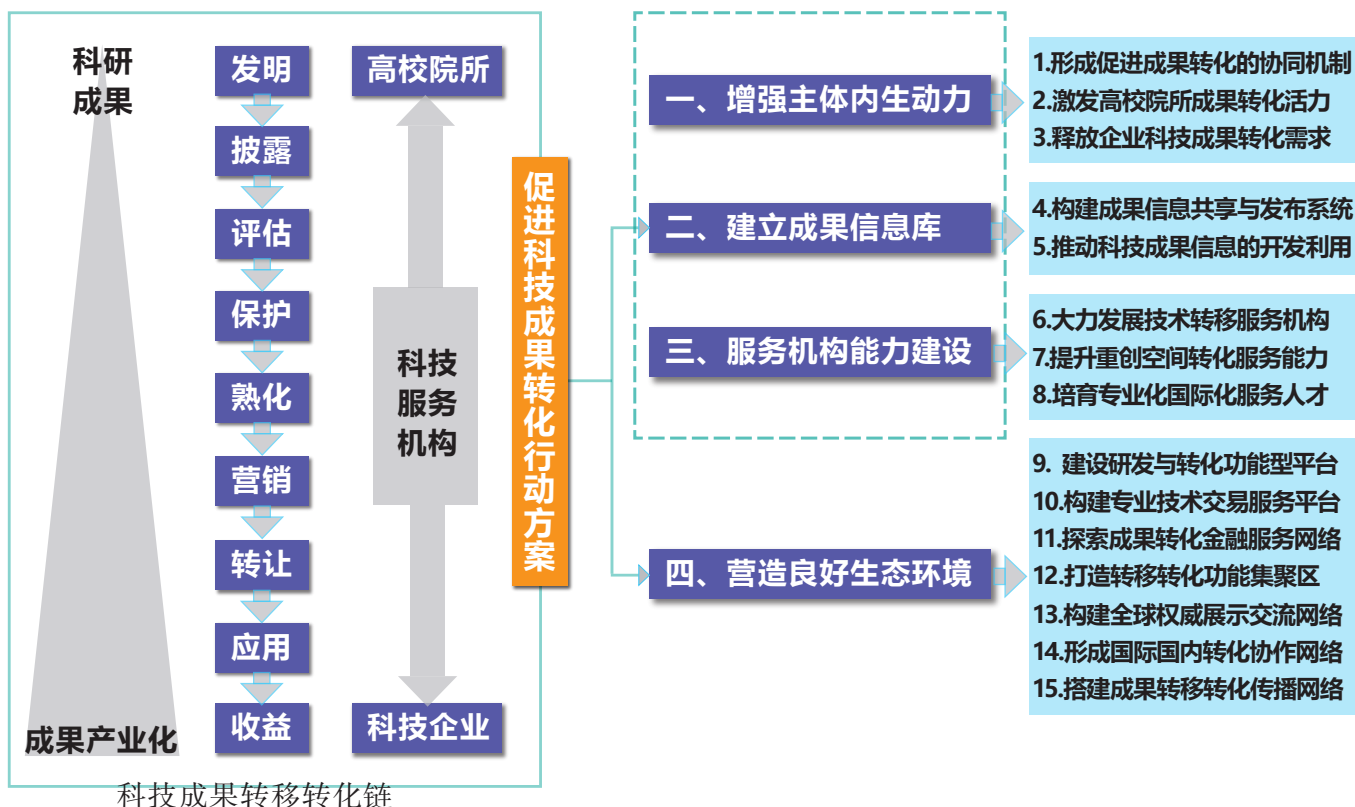 科研
成果
成果产业化
发明
披露
评估
保护
熟化
营销
转让
应用
收益
高校院所
科技
服务
机构
科技企业
科技成果转移转化链
促进科技成果转化行动方案
一、增强主体内生动力
1.形成促进成果转化的协同机制
2.激发高校院所成果转化活力
3.释放企业科技成果转化需求
二、建立成果信息库
4.构建成果信息共享与发布系统
5.推动科技成果信息的开发利用
三、服务机构能力建设
6.大力发展技术转移服务机构
7.提升重创空间转化服务能力
8.培育专业化国际化服务人才
四、营造良好生态环境
9. 建设研发与转化功能型平台
10.构建专业技术交易服务平台
11.探索成果转化金融服务网络
12.打造转移转化功能集聚区
13.构建全球权威展示交流网络
14.形成国际国内转化协作网络
15.搭建成果转移转化传播网络